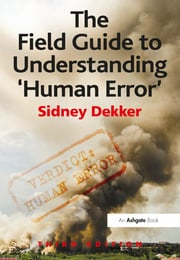 The
Field Guide to
Understanding
‘Human Error’
Sidney Dekker
VERDICT:
HUMAN ERROR
An Ashgate Book
THIRD EDITION